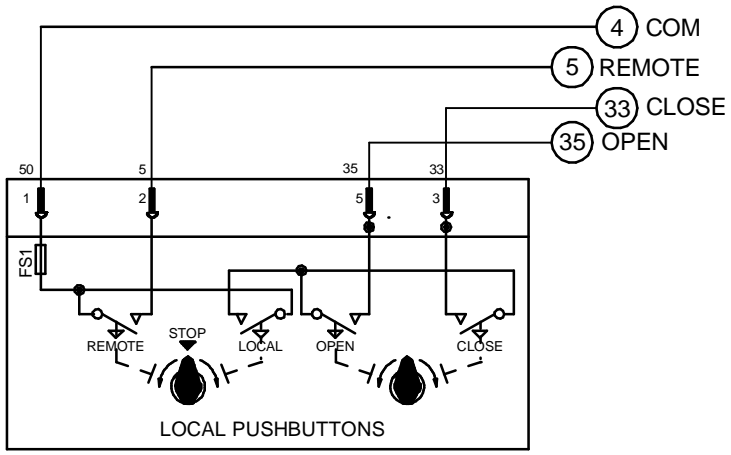 4 COM
5 REMOTE
33 CLOSE
35 OPEN
50 5 35 33
1 2 5 3
FS1
STOP
REMOTE LOCAL OPEN CLOSE
LOCAL PUSHBUTTONS